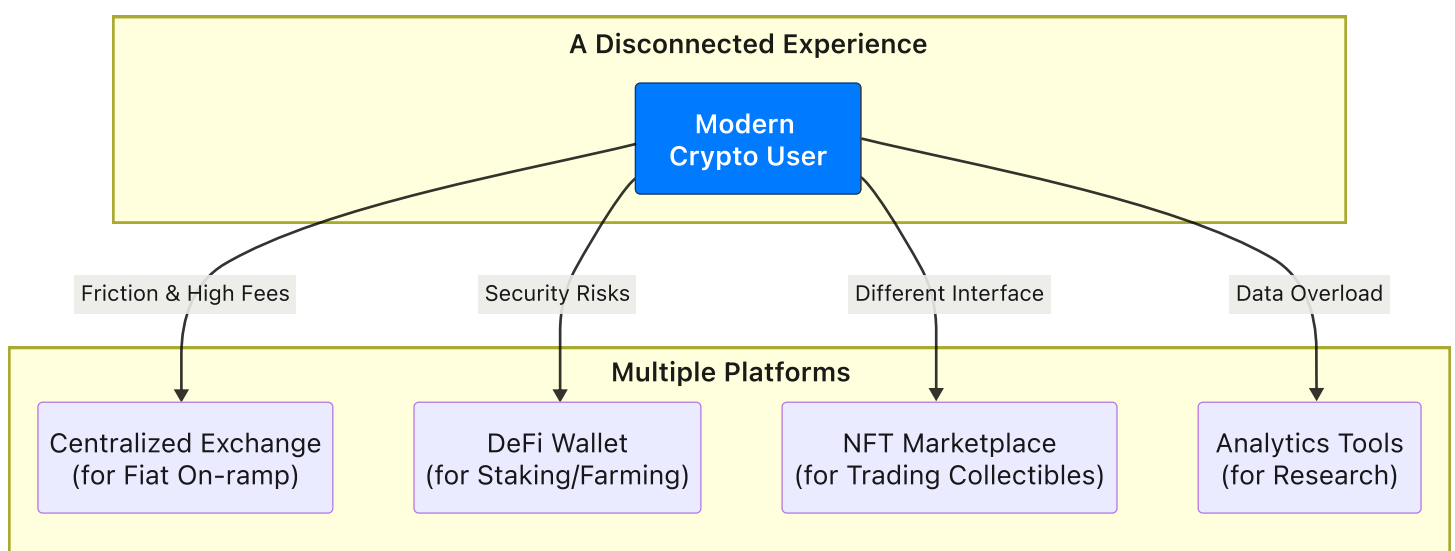 A Disconnected Experience
Modern
Crypto User
Friction & High Fees
Security Risks
Different Interface
Data Overload
Multiple Platforms
Centralized Exchange
(for Fiat On-ramp)
DeFi Wallet
(for Staking/Farming)
NFT Marketplace
(for Trading Collectibles)
Analytics Tools
(for Research)